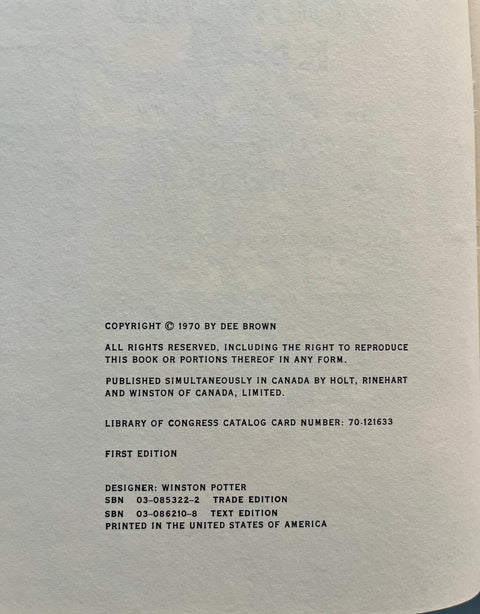 COPYRIGHT © 1970 BY DEE BROWN
ALL RIGHTS RESERVED, INCLUDING THE RIGHT TO REPRODUCE
THIS BOOK OR PORTIONS THEREOF IN ANY FORM.
PUBLISHED SIMULTANEOUSLY IN CANADA BY HOLT, RINEHART
AND WINSTON OF CANADA, LIMITED.
LIBRARY OF CONGRESS CATALOG CARD NUMBER: 70-121633
FIRST EDITION
DESIGNER: WINSTON POTTER
SBN 03-085322-2 TRADE EDITION
SBN 03-086210-8 TEXT EDITION
PRINTED IN THE UNITED STATES OF AMERICA